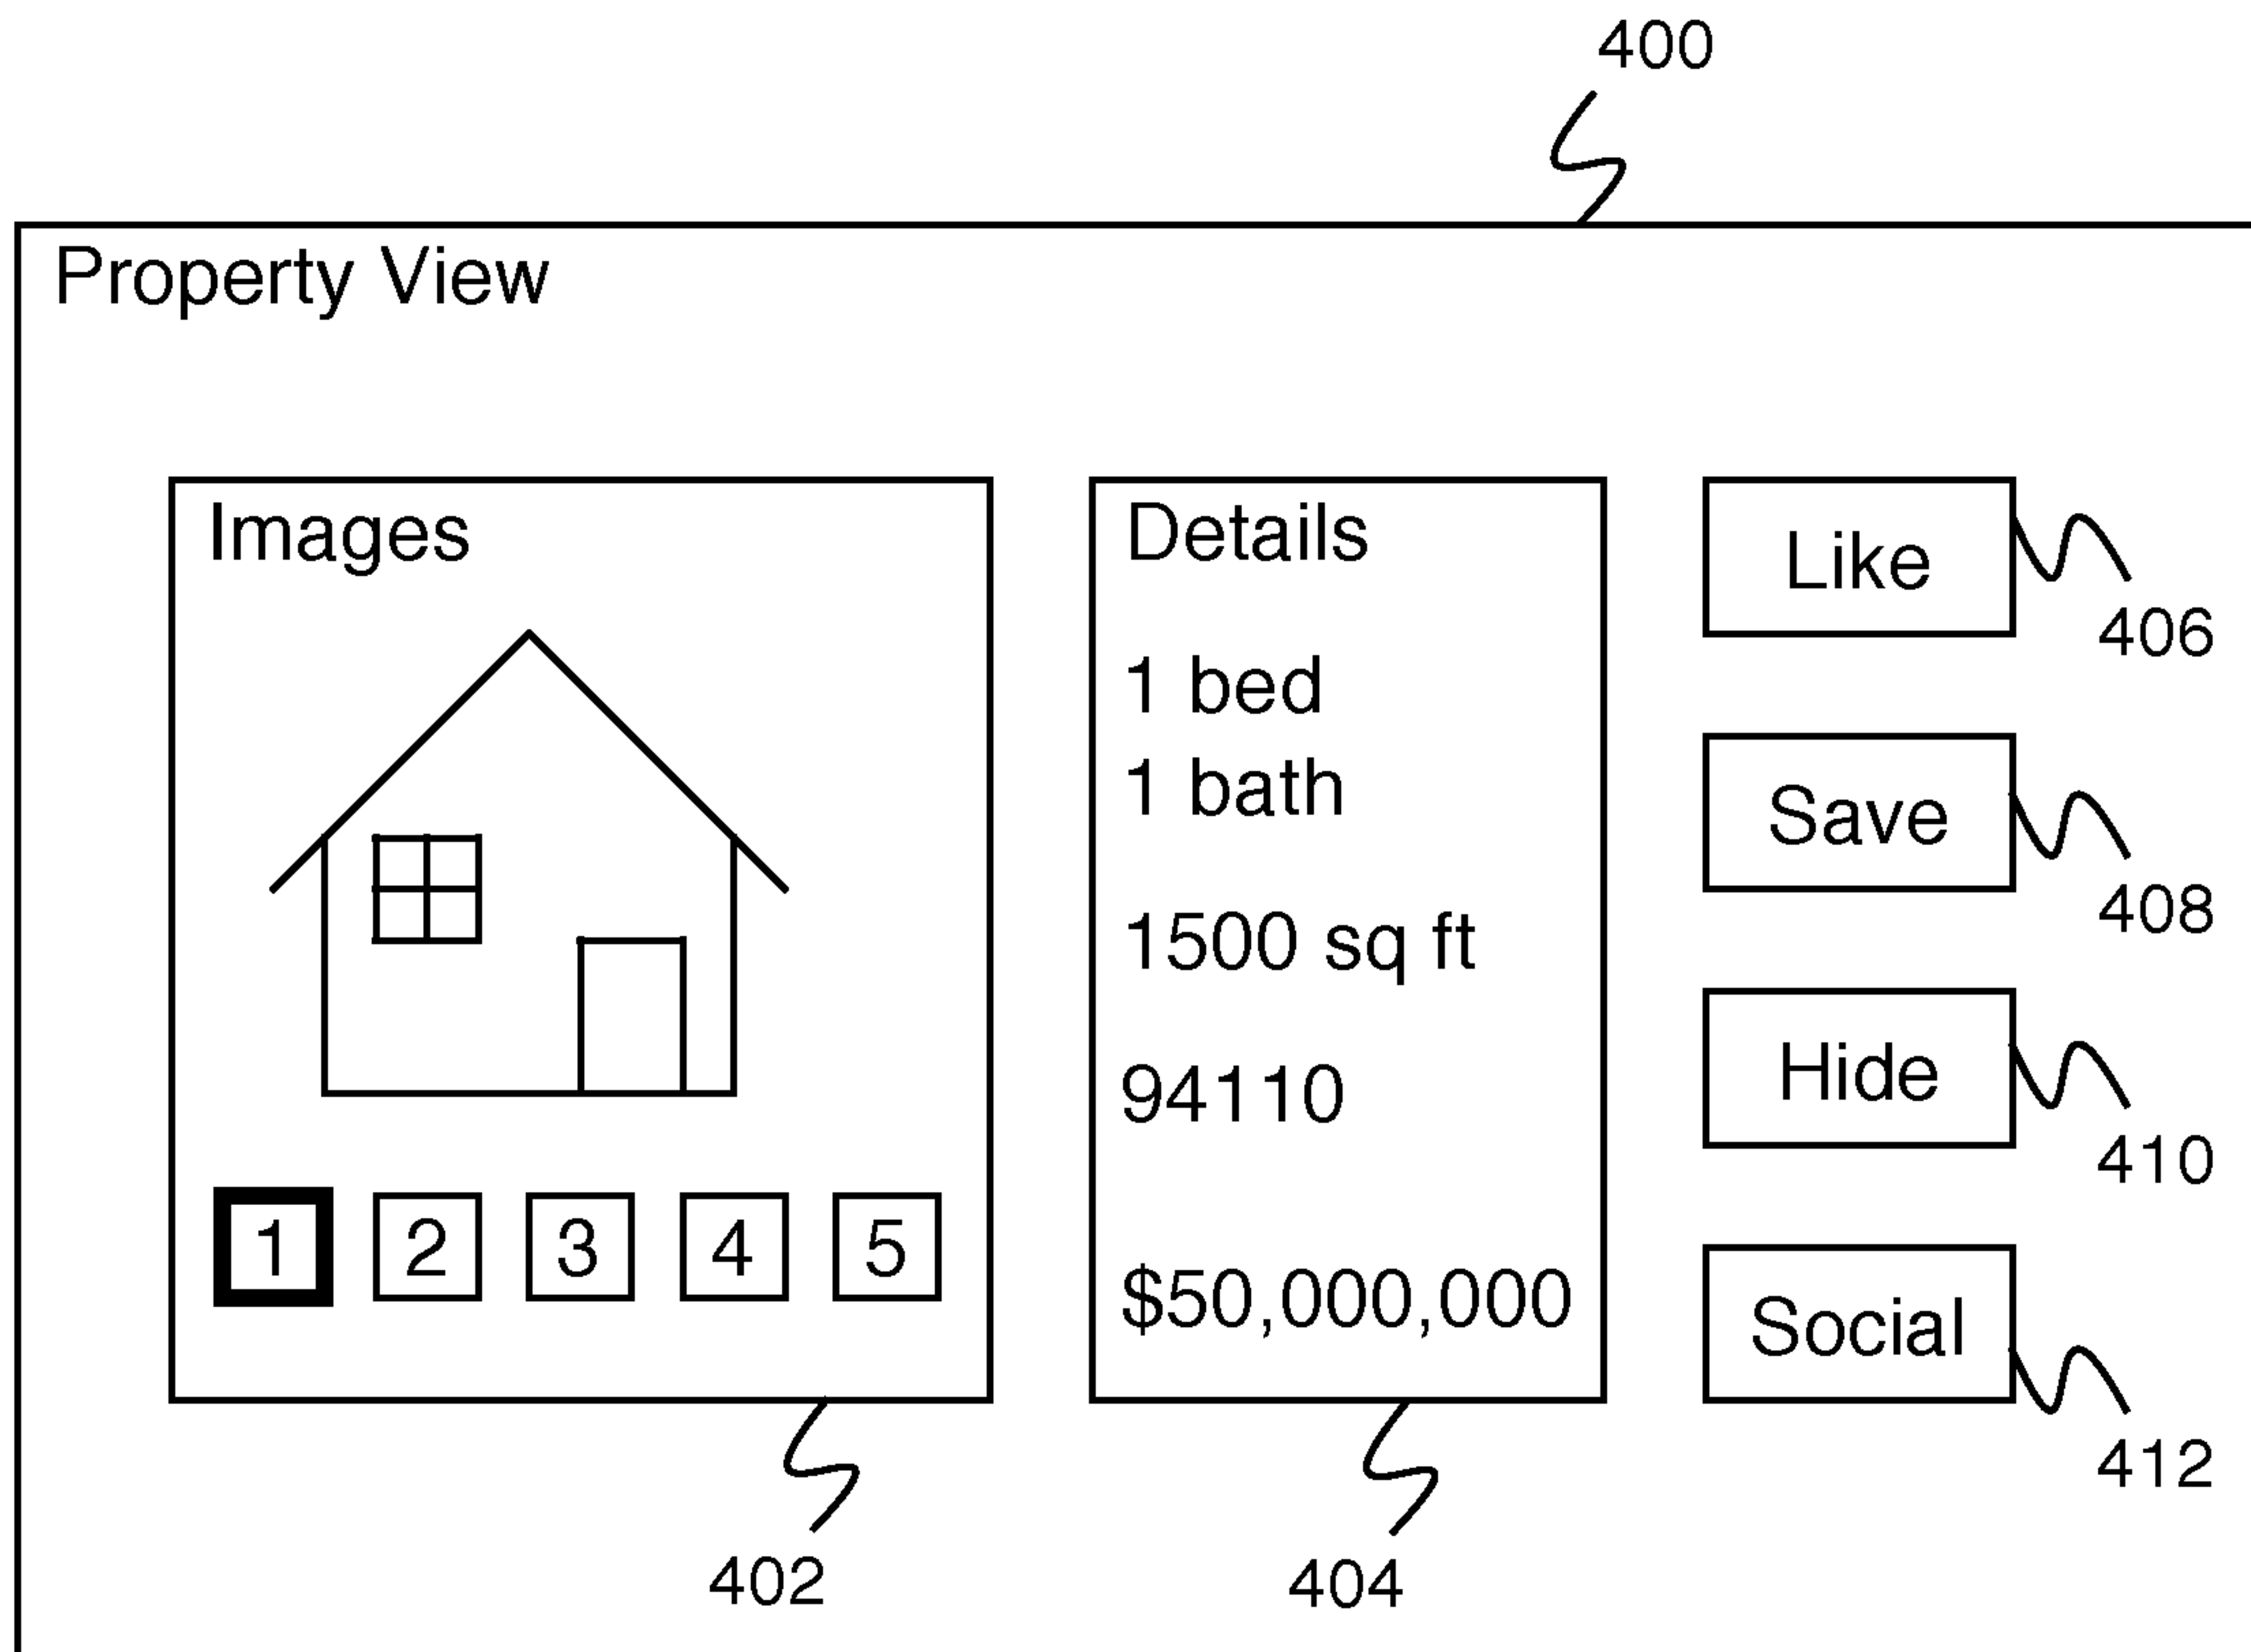 400
Property View
Images
1 2 3 4 5
402
Details
1 bed
1 bath
1500 sq ft
94110
$50,000,000
404
Like
406
Save
408
Hide
410
Social
412